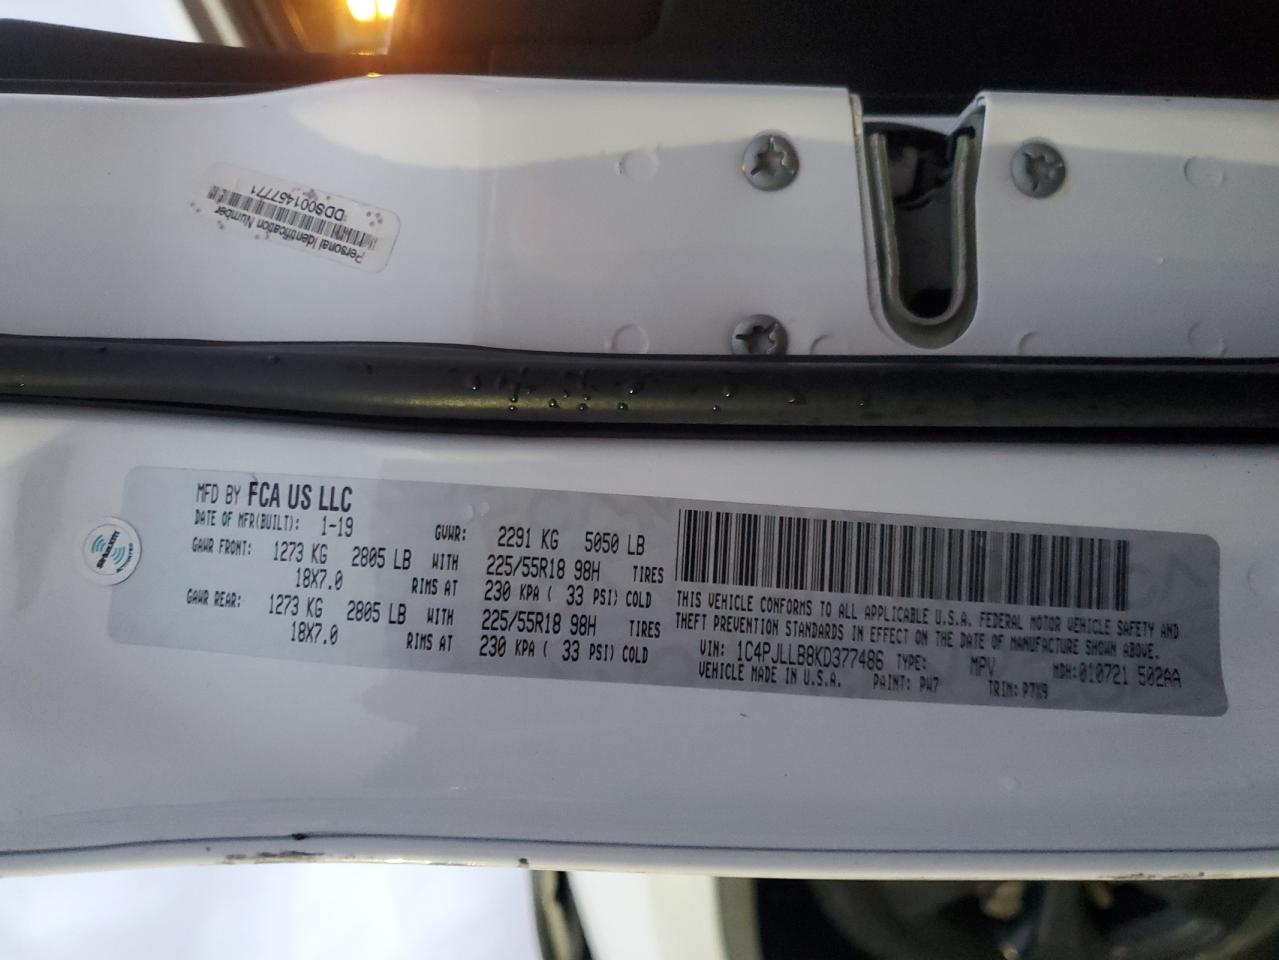 Personal Identification Number
DDS001457771
MFD BY FCA US LLC
DATE OF MFR(BUILT): 1-19
GVWR: 2291 KG 5050 LB
GAWR FRONT: 1273 KG 2805 LB WITH 225/55R18 98H TIRES
18X7.0 RIMS AT 230 KPA ( 33 PSI) COLD
GAWR REAR: 1273 KG 2805 LB WITH 225/55R18 98H TIRES
18X7.0 RIMS AT 230 KPA ( 33 PSI) COLD
THIS VEHICLE CONFORMS TO ALL APPLICABLE U.S.A. FEDERAL MOTOR VEHICLE SAFETY AND
THEFT PREVENTION STANDARDS IN EFFECT ON THE DATE OF MANUFACTURE SHOWN ABOVE.
VIN: 1C4PJLLB8KD377486 TYPE: MPV MDH:010721 502AA
VEHICLE MADE IN U.S.A. PAINT: PW7 TRIM: P7X9